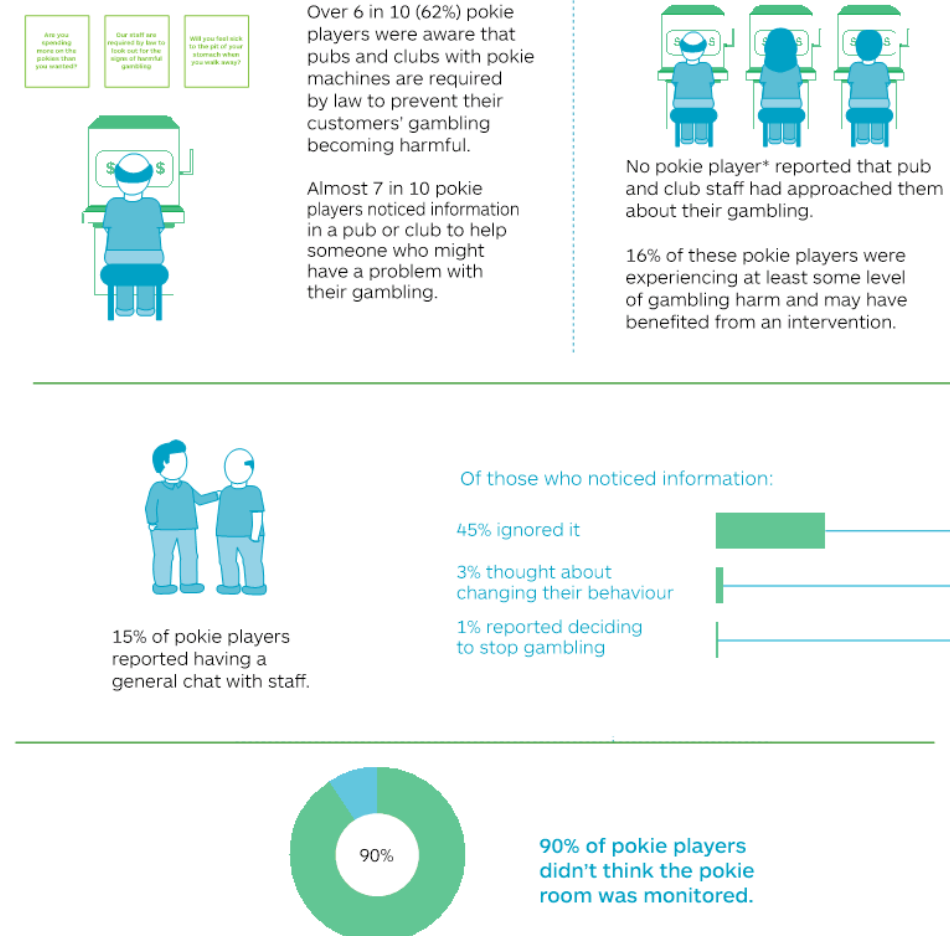 Are you
spending
more on the
pokies than
you wanted?
Our staff are
required by law to
look out for the
signs of harmful
gambling
Will you feel sick
to the pit of your
stomach when
you walk away?
$ $
Over 6 in 10 (62%) pokie
players were aware that
pubs and clubs with pokie
machines are required
by law to prevent their
customers’ gambling
becoming harmful.
Almost 7 in 10 pokie
players noticed information
in a pub or club to help
someone who might
have a problem with
their gambling.
$ $
$ $
$ $
No pokie player* reported that pub
and club staff had approached them
about their gambling.
16% of these pokie players were
experiencing at least some level
of gambling harm and may have
benefited from an intervention.
15% of pokie players
reported having a
general chat with staff.
Of those who noticed information:
45% ignored it
3% thought about
changing their behaviour
1% reported deciding
to stop gambling
90%
90% of pokie players
didn’t think the pokie
room was monitored.